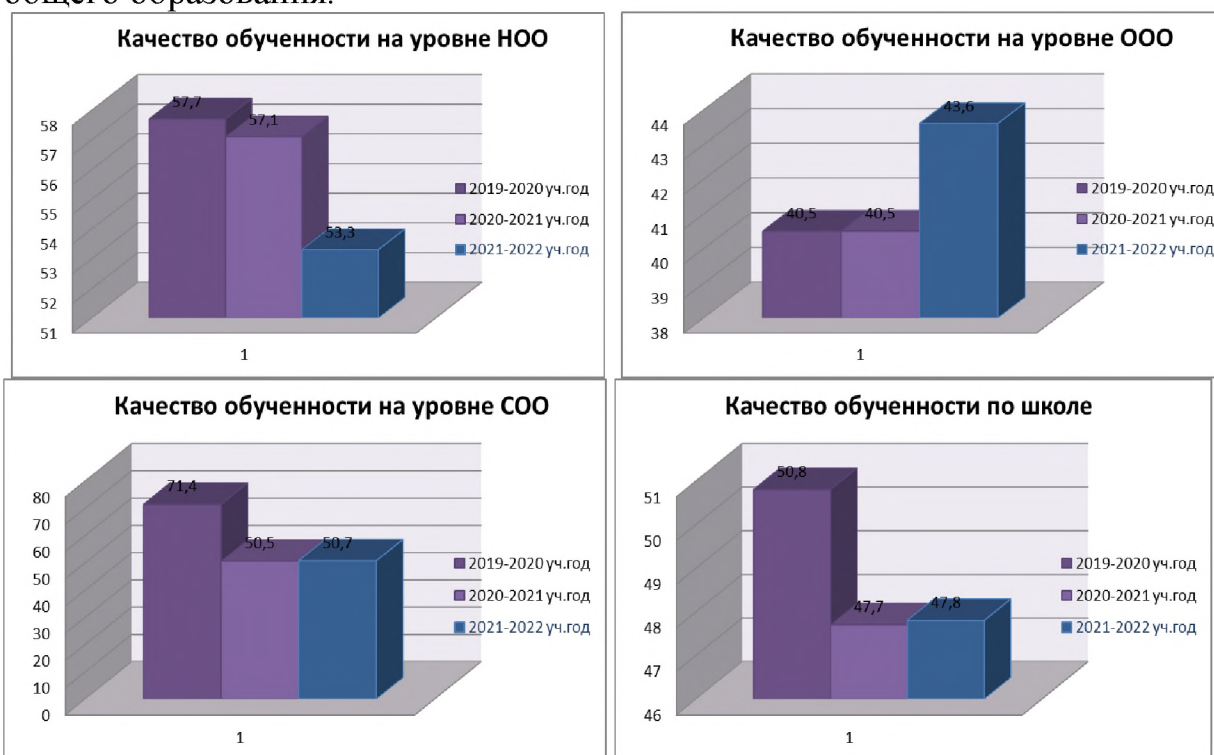 общего образования.
Качество обученности на уровне НОО
57,7
57,1
53,3
58
57
56
55
54
53
52
51
1
2019-2020 уч.год
2020-2021 уч.год
2021-2022 уч.год
Качество обученности на уровне ООО
43,6
40,5
40,5
44
43
42
41
40
39
38
1
2019-2020 уч.год
2020-2021 уч.год
2021-2022 уч.год
Качество обученности на уровне СОО
71,4
50,5
50,7
80
70
60
50
40
30
20
10
0
1
2019-2020 уч.год
2020-2021 уч.год
2021-2022 уч.год
Качество обученности по школе
50,8
47,7
47,8
51
50
49
48
47
46
1
2019-2020 уч.год
2020-2021 уч.год
2021-2022 уч.год